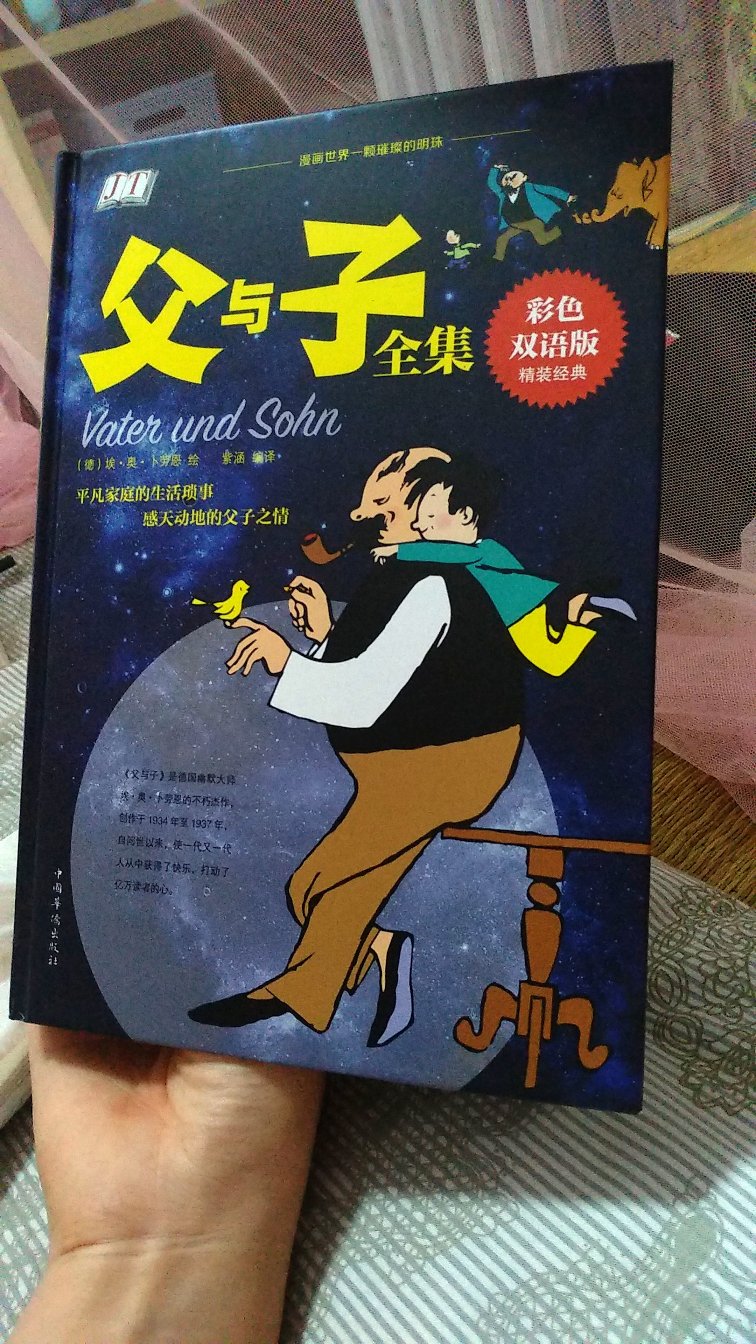 漫画世界一颗璀璨的明珠
JT
父与子全集
彩色
双语版
精装经典
Vater und Sohn
(德)埃·奥·卜劳恩 绘 紫涵 编译
平凡家庭的生活琐事
感天动地的父子之情
《父与子》是德国幽默大师
埃·奥·卜劳恩的不朽杰作,
创作于1934年至1937年,
自问世以来,使一代又一代
人从中获得了快乐,打动了
亿万读者的心。
中国华侨出版社